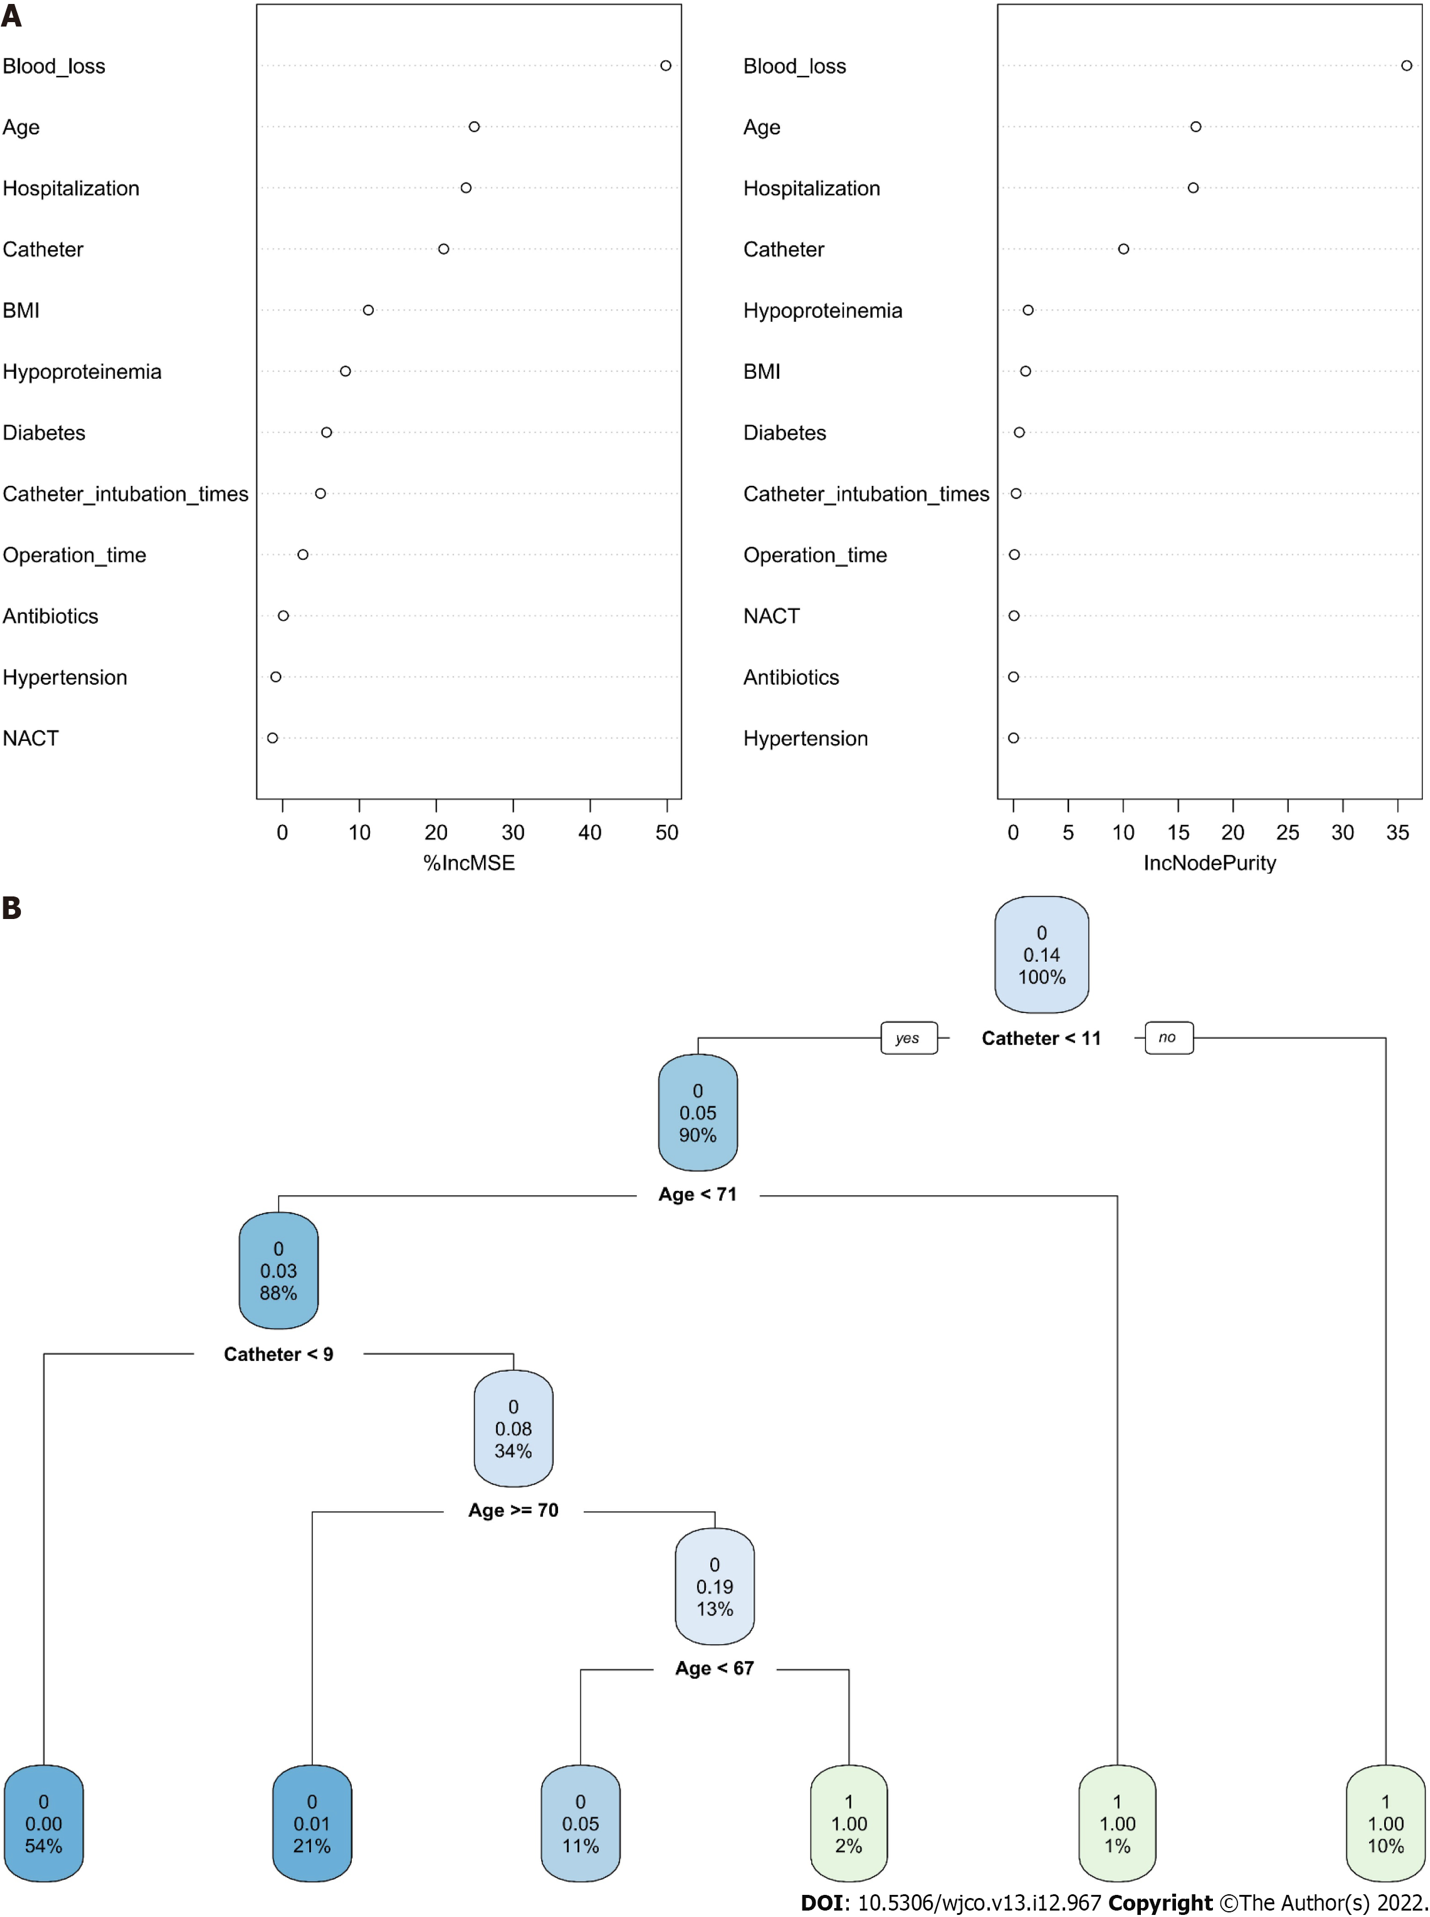 A
Blood_loss
Age
Hospitalization
Catheter
BMI
Hypoproteinemia
Diabetes
Catheter_intubation_times
Operation_time
Antibiotics
Hypertension
NACT
0 10 20 30 40 50
%IncMSE
Blood_loss
Age
Hospitalization
Catheter
Hypoproteinemia
BMI
Diabetes
Catheter_intubation_times
Operation_time
NACT
Antibiotics
Hypertension
0 5 10 15 20 25 30 35
IncNodePurity
B
0
0.14
100%
yes Catheter < 11 no
0
0.05
90%
Age < 71
0
0.03
88%
Catheter < 9
0
0.08
34%
Age >= 70
0
0.19
13%
Age < 67
0
0.00
54%
0
0.01
21%
0
0.05
11%
1
1.00
2%
1
1.00
1%
1
1.00
10%
DOI: 10.5306/wjco.v13.i12.967 Copyright ©The Author(s) 2022.